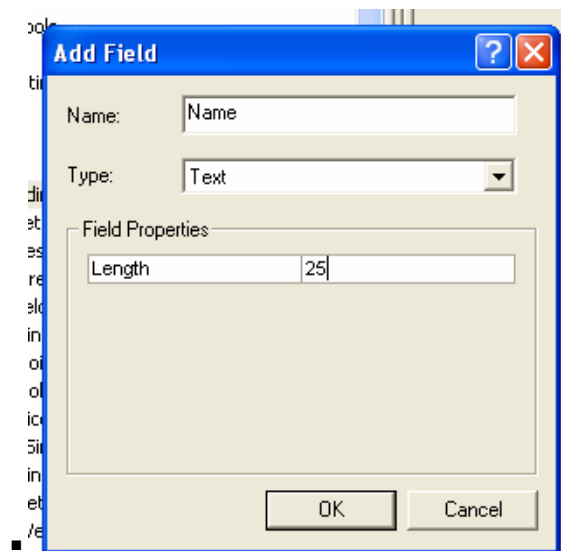 Add Field
Name: Name
Type: Text
Field Properties
Length 25
OK Cancel